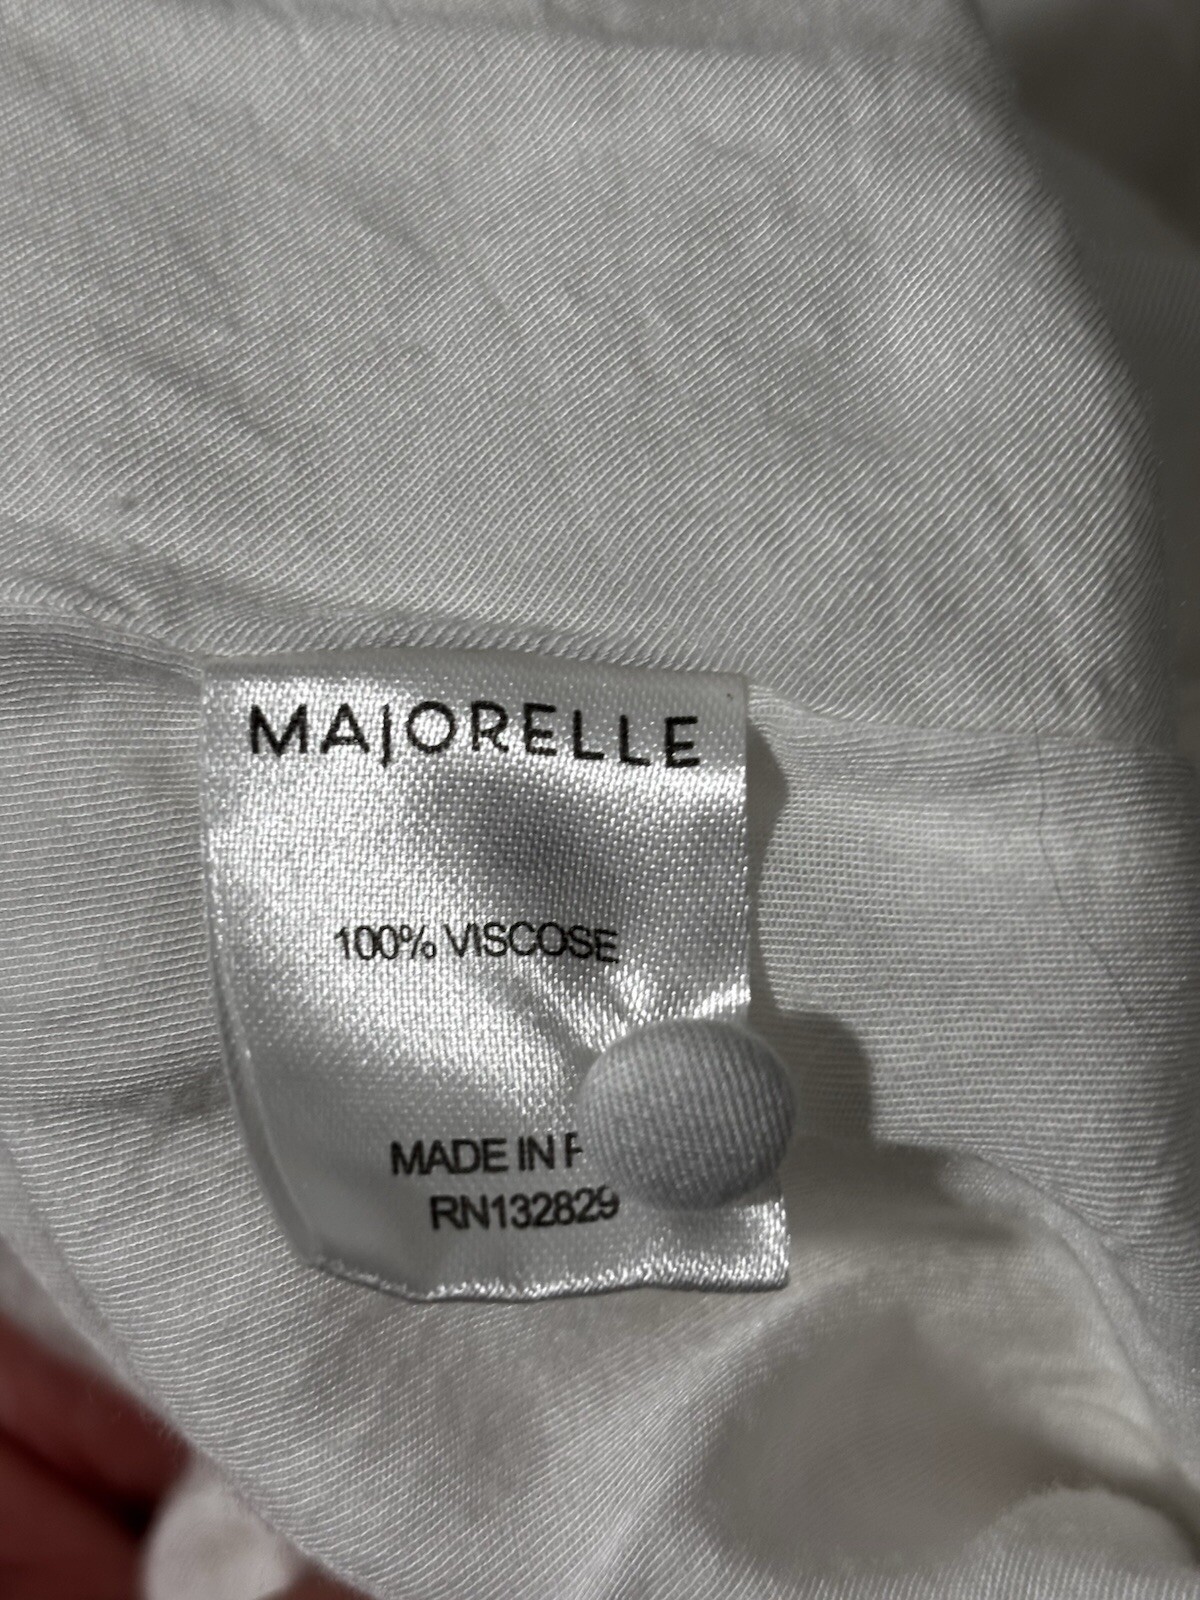 MAJORELLE
100% VISCOSE
MADE IN
RN132829